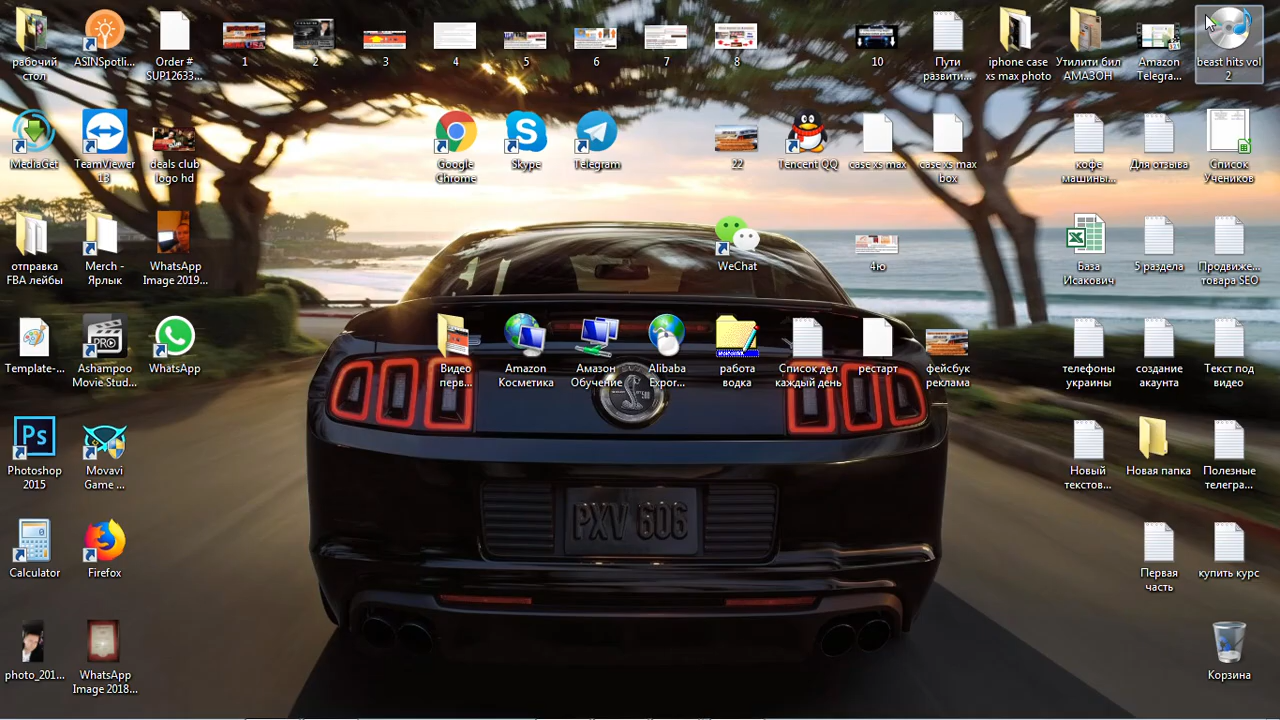 рабочий
стол
ASINSpotli...
Order #
SUP12633...
1
2
3
4
5
6
7
8
10
Пути
развити...
iphone case
xs max photo
Утилити бил
АМАЗОН
Amazon
Telegra...
beast hits vol
2
MediaGet
TeamViewer
13
deals club
logo hd
Google
Chrome
Skype
Telegram
22
Tencent QQ
case xs max
case xs max
box
кофе
машины...
Для отзыва
Список
Учеников
отправка
FBA лейбы
Merch -
Ярлык
WhatsApp
Image 2019...
WeChat
4ю
База
Исакович
5 раздела
Продвиже...
товара SEO
Template-...
Ashampoo
Movie Stud...
WhatsApp
Видео
перв...
Amazon
Косметика
Амазон
Обучение
Alibaba
Expor...
работа
водка
Список дел
каждый день
рестарт
фейсбук
реклама
телефоны
украины
создание
акаунта
Текст под
видео
Ps
Photoshop
2015
Movavi
Game ...
Новый
текстов...
Новая папка
Полезные
телегра...
PXV 606
Calculator
Firefox
Первая
часть
купить курс
photo_201...
WhatsApp
Image 2018...
Корзина